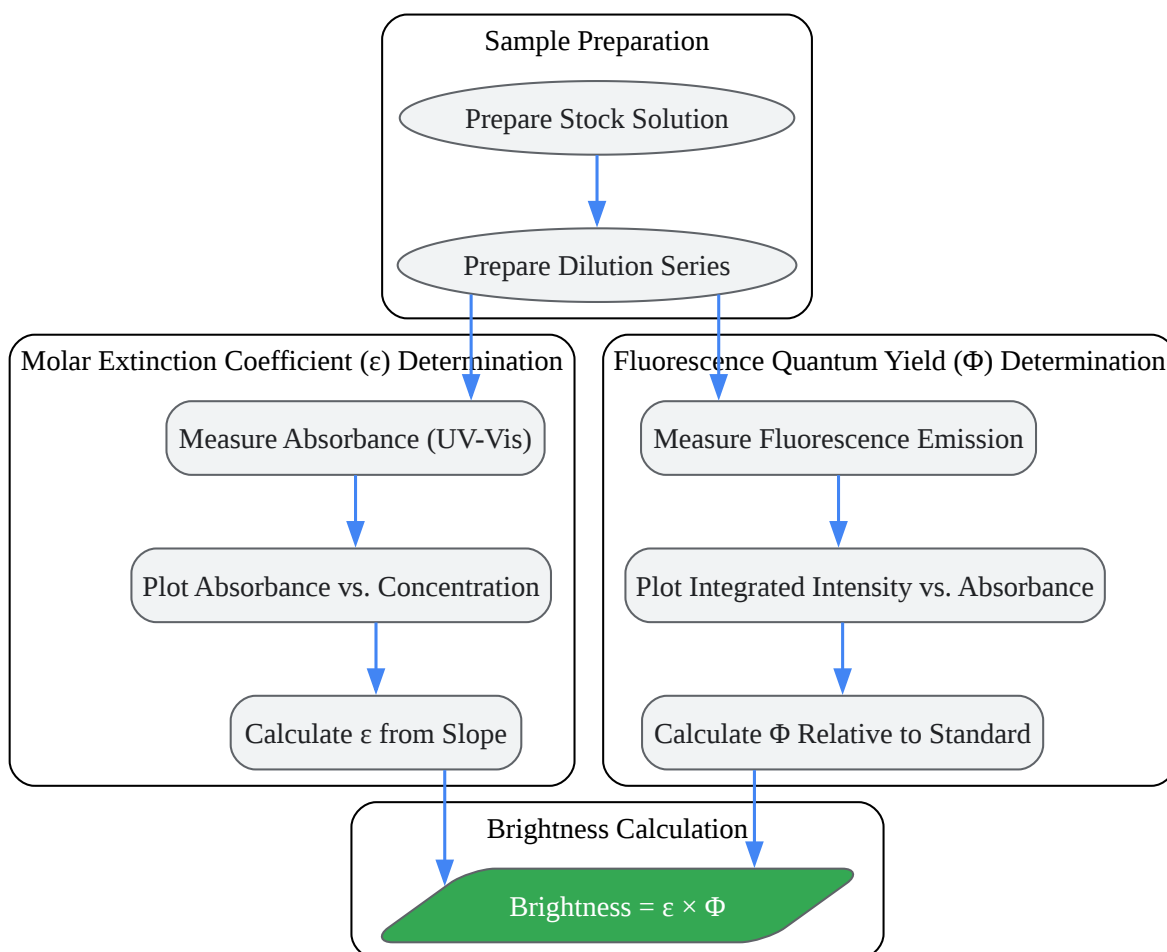 Sample Preparation
Prepare Stock Solution
Prepare Dilution Series
Molar Extinction Coefficient (ε) Determination
Measure Absorbance (UV-Vis)
Plot Absorbance vs. Concentration
Calculate ε from Slope
Fluorescence Quantum Yield (Φ) Determination
Measure Fluorescence Emission
Plot Integrated Intensity vs. Absorbance
Calculate Φ Relative to Standard
Brightness Calculation
Brightness = ε × Φ